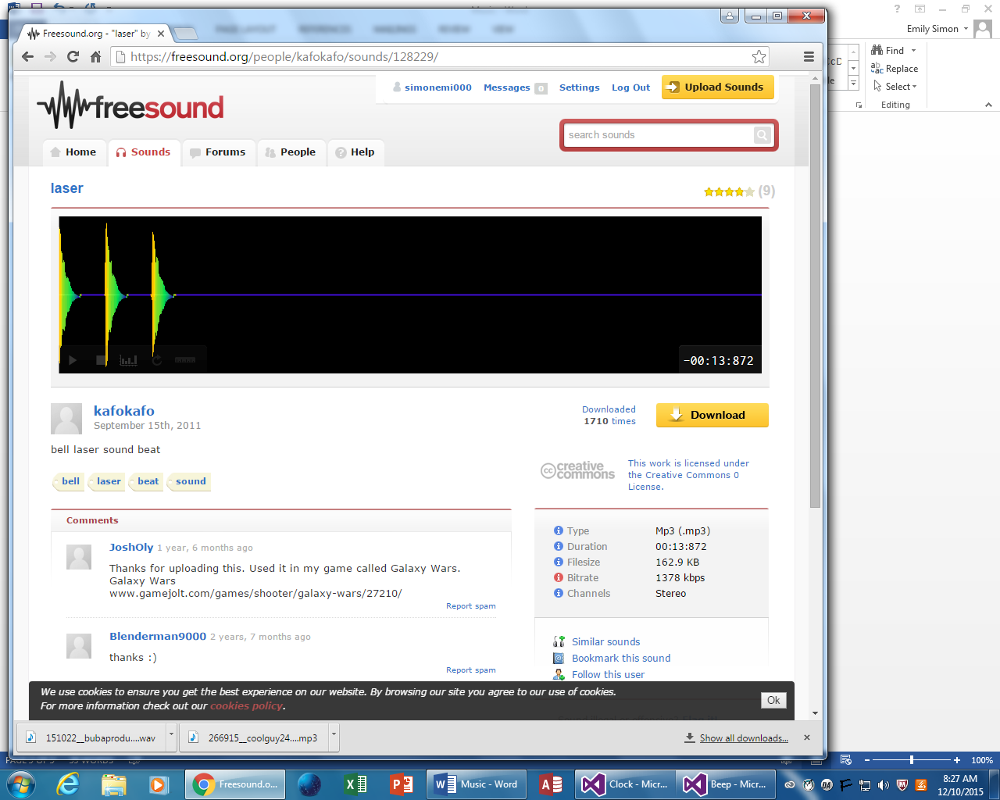 Freesound.org - "laser" by
Emily Simon
https://freesound.org/people/kafokafo/sounds/128229/
Find
Replace
Select
Editing
simonemi000 Messages 0 Settings Log Out Upload Sounds
freesound
search sounds
Home Sounds Forums People Help
laser
(9)
-00:13:872
kafokafo
September 15th, 2011
Downloaded
1710 times
Download
bell laser sound beat
bell laser beat sound
cc creative commons
This work is licensed under
the Creative Commons 0
License.
Comments
JoshOly 1 year, 6 months ago
Thanks for uploading this. Used it in my game called Galaxy Wars.
Galaxy Wars
www.gamejolt.com/games/shooter/galaxy-wars/27210/
Report spam
Blenderman9000 2 years, 7 months ago
thanks :)
Report spam
Type Mp3 (.mp3)
Duration 00:13:872
Filesize 162.9 KB
Bitrate 1378 kbps
Channels Stereo
Similar sounds
Bookmark this sound
Follow this user
We use cookies to ensure you get the best experience on our website. By browsing our site you agree to our use of cookies.
For more information check out our cookies policy.
Ok
151022__bubaprodu....wav
266915__coolguy24....mp3
Show all downloads...
100%
Freesound.o...
Music - Word
Clock - Micr...
Beep - Micr...
8:27 AM
12/10/2015